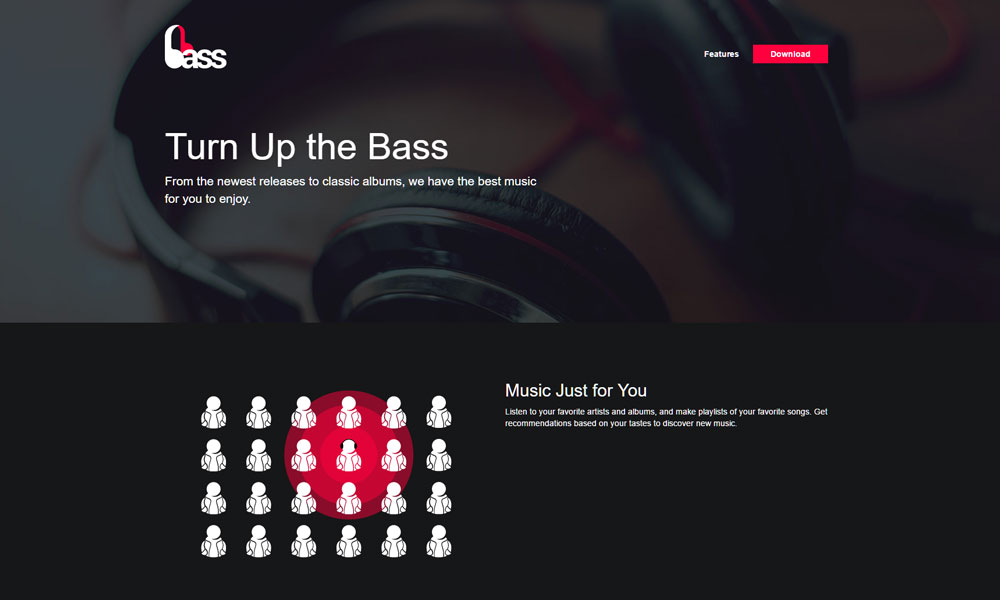 bass
Features
Download
Turn Up the Bass
From the newest releases to classic albums, we have the best music
for you to enjoy.
Music Just for You
Listen to your favorite artists and albums, and make playlists of your favorite songs. Get
recommendations based on your tastes to discover new music.